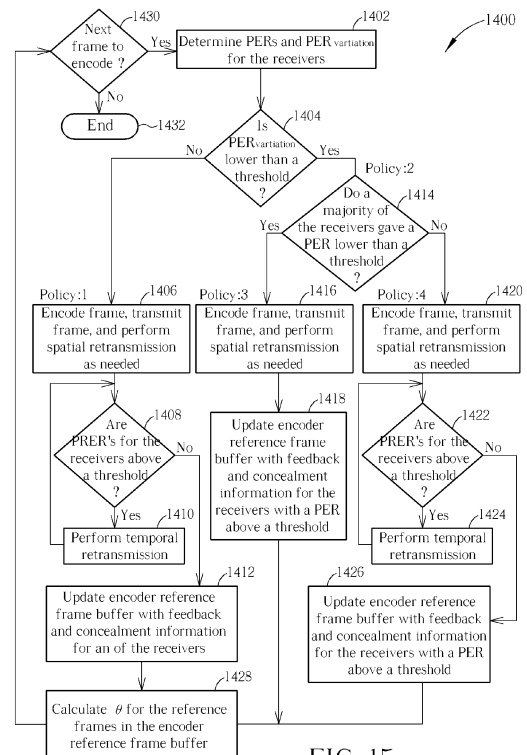 1400
1430
Next
frame to
encode ?
Yes
No
End
1432
1402
Determine PERs and PER vartiation
for the receivers
1404
Is
PERvartiation
lower than a
threshold
?
No
Yes
Policy:2
1414
Do a
majority of
the receivers gave a
PER lower than a
threshold
?
Yes
No
Policy:1
1406
Encode frame, transmit
frame, and perform
spatial retransmission
as needed
Policy:3
1416
Encode frame, transmit
frame, and perform
spatial retransmission
as needed
Policy:4
1420
Encode frame, transmit
frame, and perform
spatial retransmission
as needed
1408
Are
PRER's for the
receivers above
a threshold
?
No
Yes
1410
Perform temporal
retransmission
1418
Update encoder
reference frame
buffer with feedback
and concealment
information for the
receivers with a PER
above a threshold
1422
Are
PRER's for the
receivers above
a threshold
?
No
Yes
1424
Perform temporal
retransmission
1412
Update encoder reference
frame buffer with feedback
and concealment information
for an of the receivers
1426
Update encoder reference
frame buffer with feedback
and concealment information
for the receivers with a PER
above a threshold
1428
Calculate θ for the reference
frames in the encoder
reference frame buffer
FIG. 15